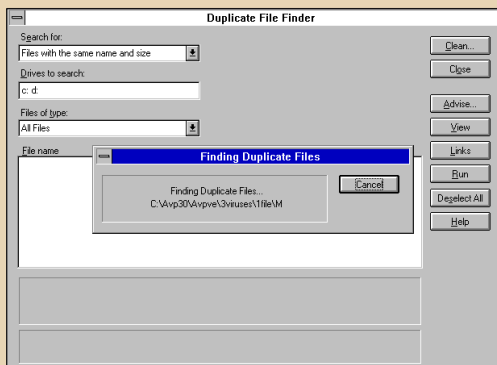 Duplicate File Finder
Search for:
Files with the same name and size
Drives to search:
c: d:
Files of type:
All Files
File name
Clean...
Close
Advise...
View
Links
Run
Deselect All
Help
Finding Duplicate Files
Finding Duplicate Files...
C:\Avp30\Avpve\3viruses\1file\M
Cancel